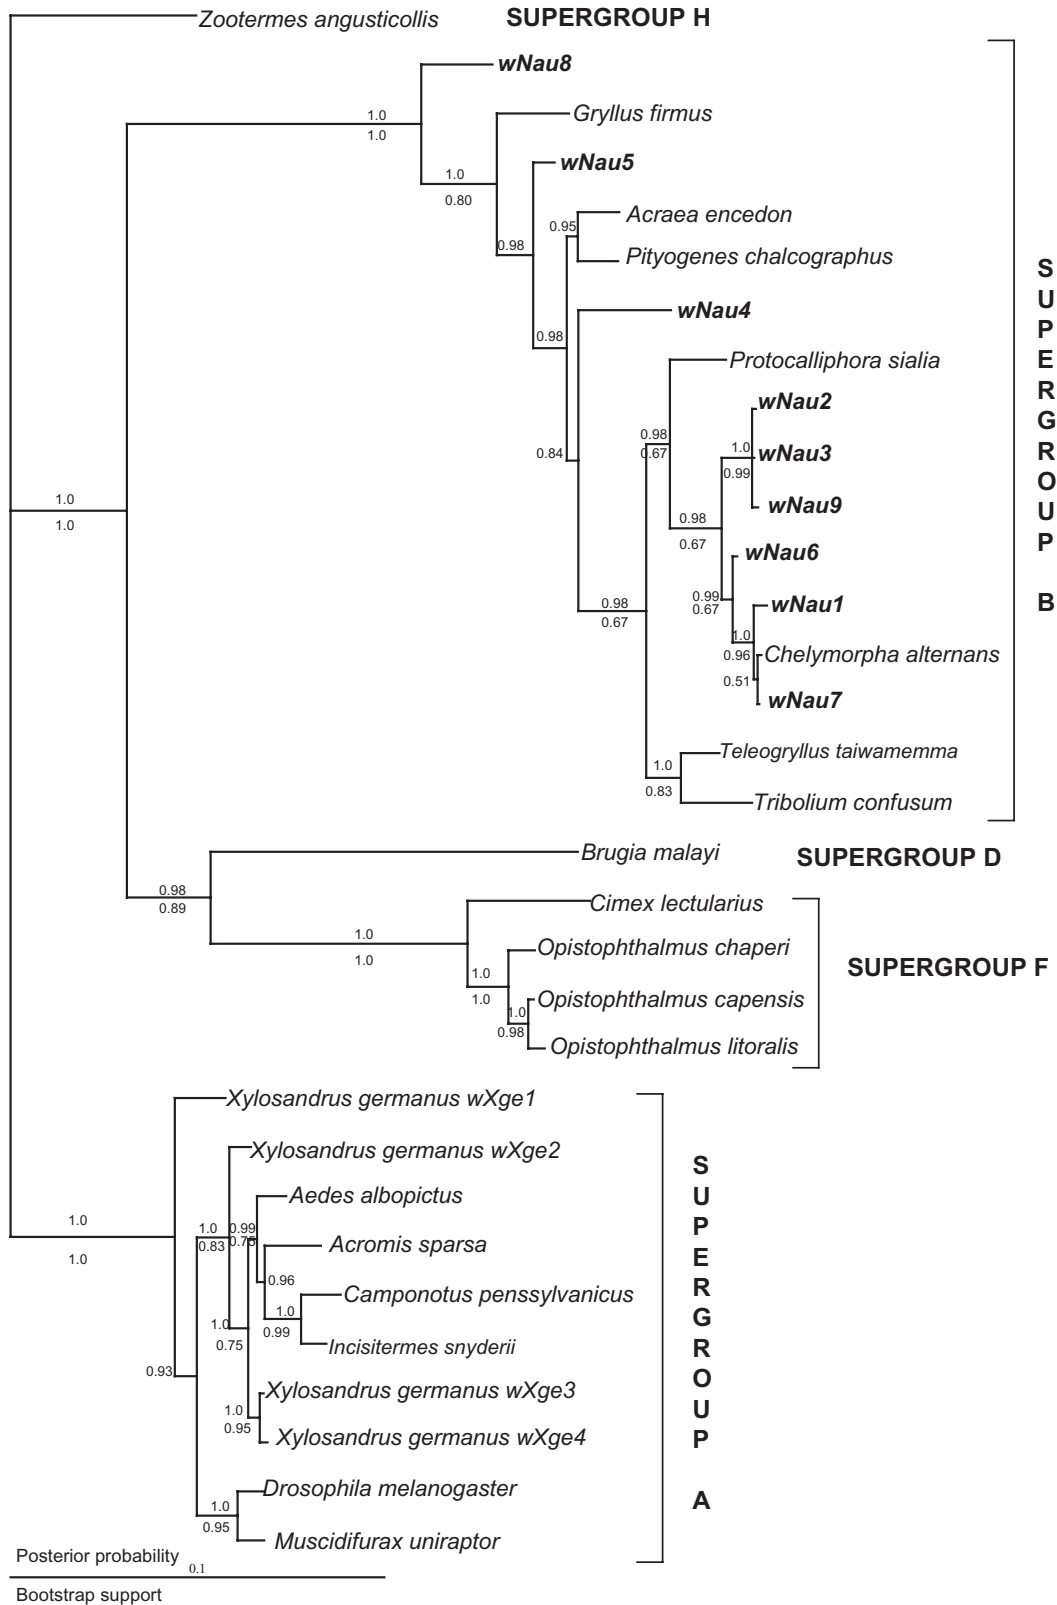 Zootermes angusticollis
SUPERGROUP H
wNau8
1.0
1.0
Gryllus firmus
wNau5
1.0
0.80
Acraea encedon
0.95
0.98
Pityogenes chalcographus
wNau4
0.98
Protocalliphora sialia
wNau2
0.98
0.67
0.84
1.0
wNau3
0.99
1.0
1.0
wNau9
0.98
0.67
wNau6
0.99
0.67
0.98
0.67
wNau1
1.0
0.96
Chelymorpha alternans
0.51
wNau7
Teleogryllus taiwamemma
1.0
0.83
Tribolium confusum
S
U
P
E
R
G
R
O
U
P
B
Brugia malayi
SUPERGROUP D
0.98
0.89
Cimex lectularius
1.0
1.0
Opistophthalmus chaperi
SUPERGROUP F
1.0
1.0
Opistophthalmus capensis
1.0
0.98
Opistophthalmus litoralis
Xylosandrus germanus wXge1
Xylosandrus germanus wXge2
Aedes albopictus
1.0
1.0
1.0
0.83
0.99
0.75
Acromis sparsa
0.96
Camponotus penssylvanicus
1.0
0.99
1.0
0.75
Incisitermes snyderii
0.93
Xylosandrus germanus wXge3
1.0
0.95
Xylosandrus germanus wXge4
Drosophila melanogaster
1.0
0.95
Muscidifurax uniraptor
S
U
P
E
R
G
R
O
U
P
A
Posterior probability
0.1
Bootstrap support